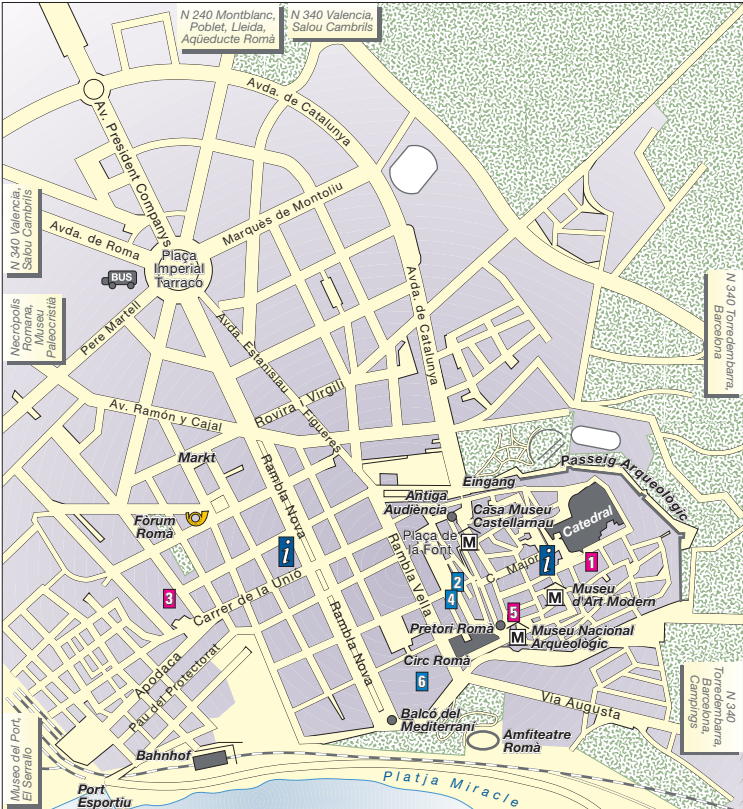 N 240 Montblanc,
Poblet, Lleida,
Aqüeducte Romà
N 340 Valencia,
Salou Cambrils
Avda. de Catalunya
Av. President Companys
N 340 Valencia,
Salou Cambrils
Avda. de Roma
Marquès de Montoliu
Plaça
Imperial
Tarraco
BUS
Necròpolis
Romana,
Museu
Paleocristià
Pere Martell
Avda. Estanislau Figueres
Avda. de Catalunya
N 340 Torredembarra,
Barcelona
Rovira i Virgili
Av. Ramón y Cajal
Markt
Rambla Nova
Passeig Arqueològic
Eingang
Antiga
Audiència
Casa Museu
Castellarnau
Catedral
Fòrum
Romà
Plaça de
la Font
M
i
i
C. Major
1
Rambla Vella
2
4
3
Carrer de la Unió
M
Museu
d'Art Modern
5
Pretori Romà
M
Museu Nacional
Arqueològic
Rambla Nova
Circ Romà
6
Apodaca
Pau del Protectorat
Via Augusta
N 340
Torredembarra,
Barcelona,
Campings
Balcó del
Mediterrani
Amfiteatre
Romà
Museo del Port,
El Serrallo
Bahnhof
Port
Esportiu
Platja Miracle